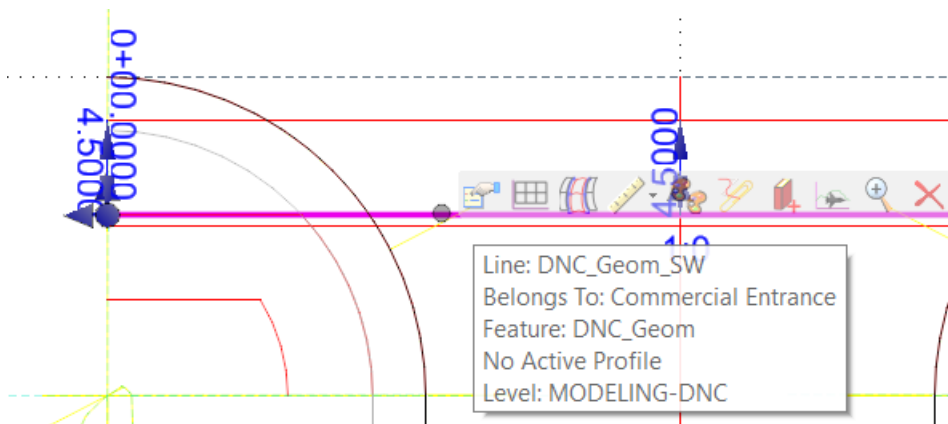 0+00.0000
4.5000
4.5000
Line: DNC_Geom_SW
Belongs To: Commercial Entrance
Feature: DNC_Geom
No Active Profile
Level: MODELING-DNC